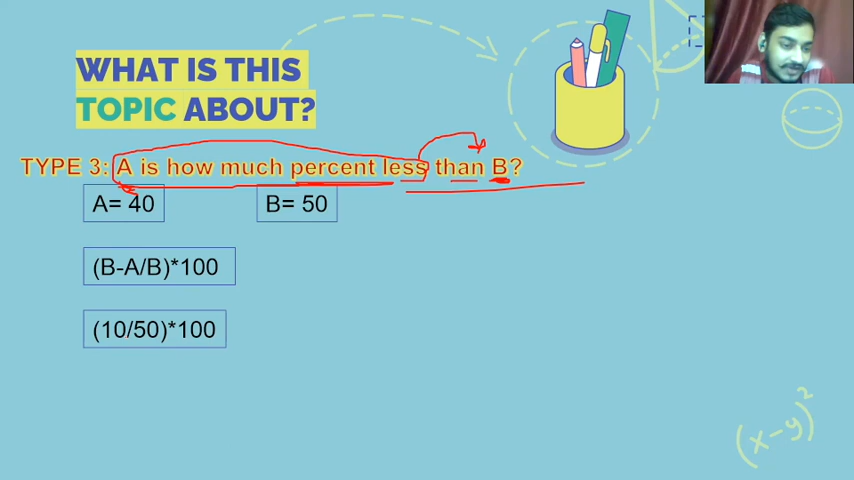 WHAT IS THIS
TOPIC ABOUT?
TYPE 3: A is how much percent less than B?
A= 40
B= 50
(B-A/B)*100
(10/50)*100
(x-y)²